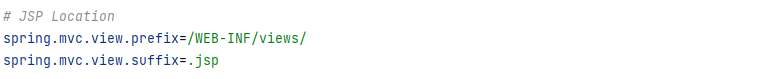 # JSP Location
spring.mvc.view.prefix=/WEB-INF/views/
spring.mvc.view.suffix=.jsp